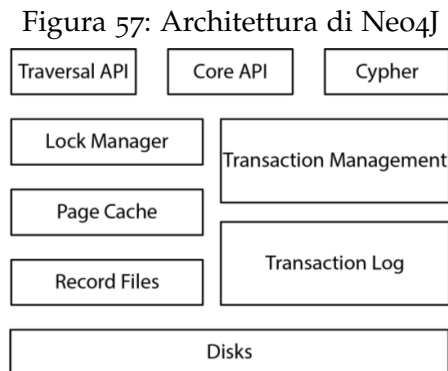 Figura 57: Architettura di Neo4J
Traversal API
Core API
Cypher
Lock Manager
Transaction Management
Page Cache
Transaction Log
Record Files
Disks